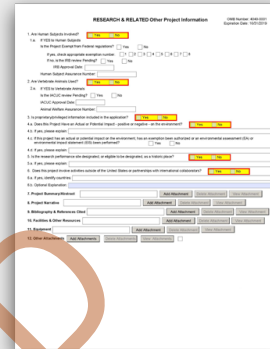 RESEARCH & RELATED Other Project Information
OMB Number: 4040-0001
Expiration Date: 10/31/2019
1. Are Human Subjects Involved? Yes No
1.a. If YES to Human Subjects
Is the Project Exempt from Federal regulations? Yes No
If yes, check appropriate exemption number. 1 2 3 4 5 6 7 8
If no, is the IRB review Pending? Yes No
IRB Approval Date:
Human Subject Assurance Number:
2. Are Vertebrate Animals Used? Yes No
2.a. If YES to Vertebrate Animals
Is the IACUC review Pending? Yes No
IACUC Approval Date:
Animal Welfare Assurance Number:
3. Is proprietary/privileged information included in the application? Yes No
4.a. Does this Project Have an Actual or Potential Impact - positive or negative - on the environment? Yes No
4.b. If yes, please explain:
4.c. If this project has an actual or potential impact on the environment, has an exemption been authorized or an environmental assessment (EA) or
environmental impact statement (EIS) been performed? Yes No
4.d. If yes, please explain:
5. Is the research performance site designated, or eligible to be designated, as a historic place? Yes No
5.a. If yes, please explain:
6. Does this project involve activities outside of the United States or partnerships with international collaborators? Yes No
6.a. If yes, identify countries:
6.b. Optional Explanation:
7. Project Summary/Abstract Add Attachment Delete Attachment View Attachment
8. Project Narrative Add Attachment Delete Attachment View Attachment
9. Bibliography & References Cited Add Attachment Delete Attachment View Attachment
10. Facilities & Other Resources Add Attachment Delete Attachment View Attachment
11. Equipment Add Attachment Delete Attachment View Attachment
12. Other Attachments Add Attachments Delete Attachments View Attachments